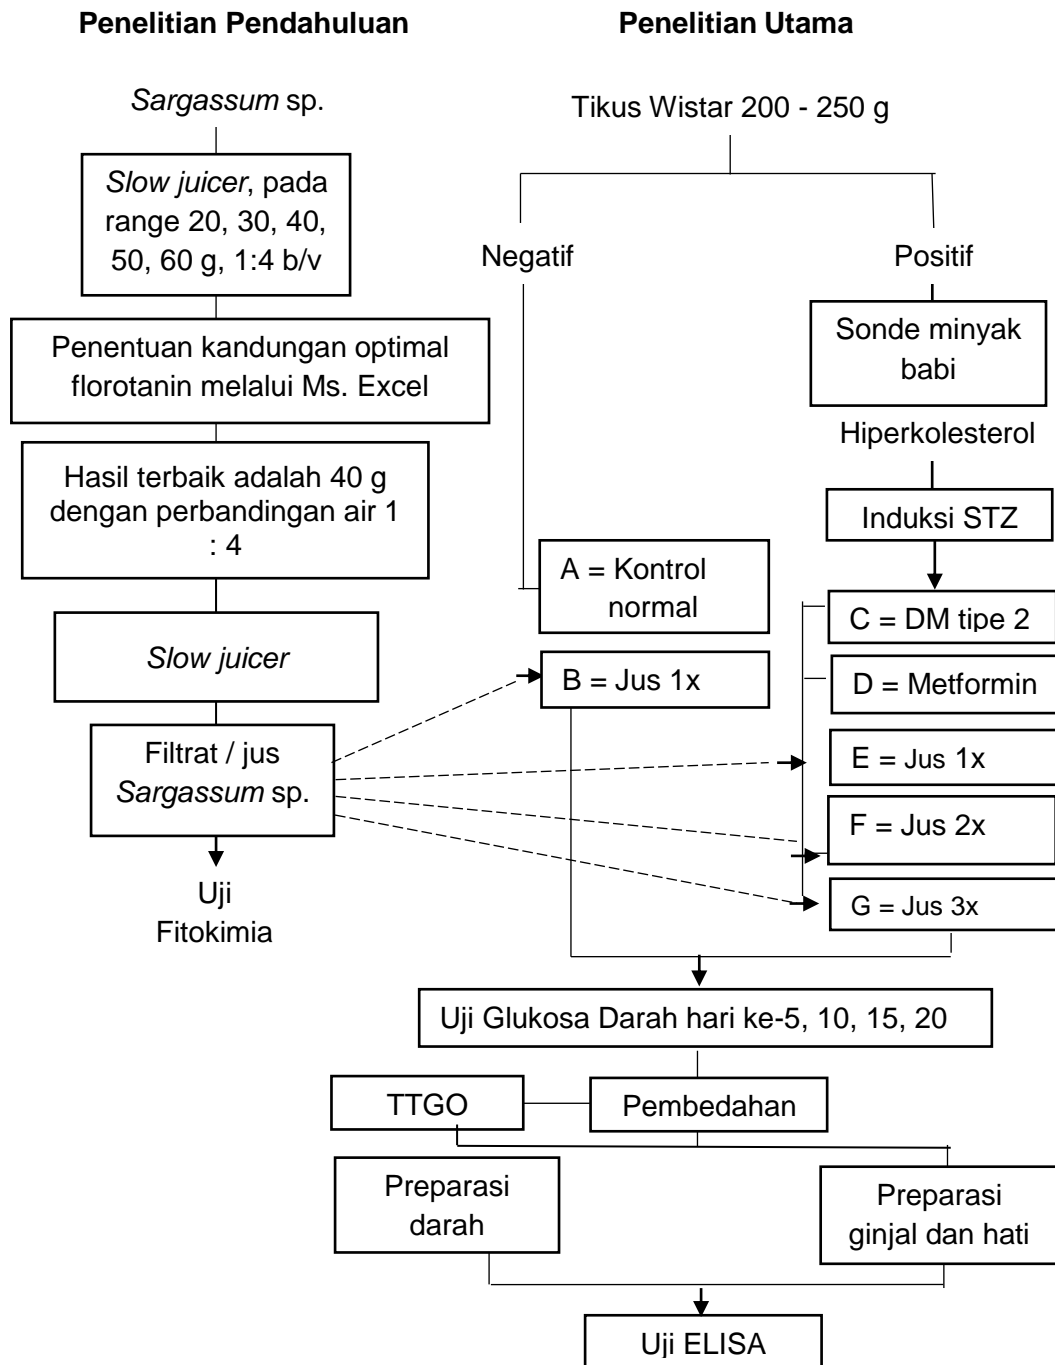 Penelitian Pendahuluan
Sargassum sp.
Slow juicer, pada
range 20, 30, 40,
50, 60 g, 1:4 b/v
Penentuan kandungan optimal
florotanin melalui Ms. Excel
Hasil terbaik adalah 40 g
dengan perbandingan air 1
: 4
Slow juicer
Filtrat / jus
Sargassum sp.
Uji
Fitokimia
Penelitian Utama
Tikus Wistar 200 - 250 g
Negatif
A = Kontrol
normal
B = Jus 1x
Positif
Sonde minyak
babi
Hiperkolesterol
Induksi STZ
C = DM tipe 2
D = Metformin
E = Jus 1x
F = Jus 2x
G = Jus 3x
Uji Glukosa Darah hari ke-5, 10, 15, 20
TTGO
Pembedahan
Preparasi
darah
Preparasi
ginjal dan hati
Uji ELISA